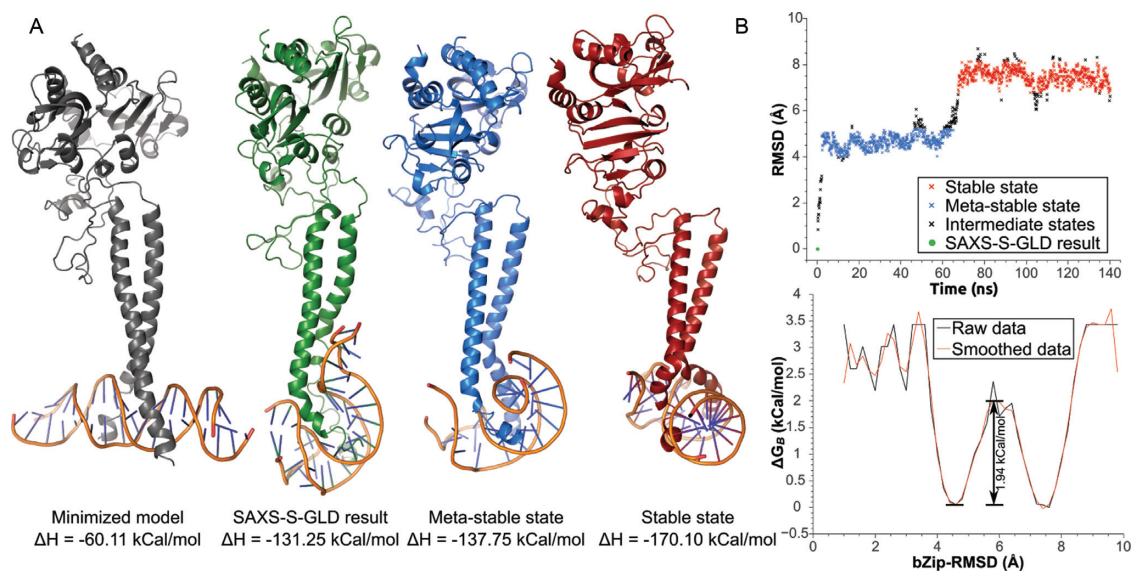 A
Minimized model
ΔH = -60.11 kCal/mol
SAXS-S-GLD result
ΔH = -131.25 kCal/mol
Meta-stable state
ΔH = -137.75 kCal/mol
Stable state
ΔH = -170.10 kCal/mol
B
RMSD (Å)
10
8
6
4
2
0
Stable state
Meta-stable state
Intermediate states
SAXS-S-GLD result
0 20 40 60 80 100 120 140
Time (ns)
ΔG_B (kCal/mol)
4
3.5
3
2.5
2
1.5
1
0.5
0
−0.5
Raw data
Smoothed data
1.94 kCal/mol
0 2 4 6 8 10
bZip-RMSD (Å)